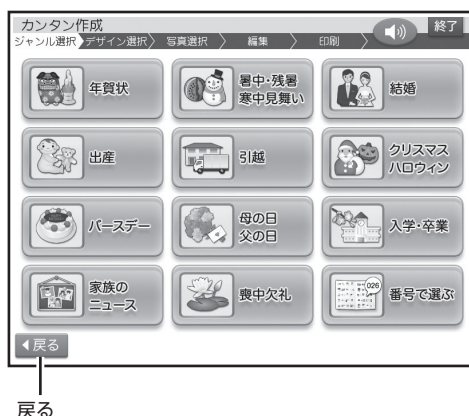 カンタン作成
終了
ジャンル選択
デザイン選択
写真選択
編集
印刷
年賀状
暑中・残暑
寒中見舞い
結婚
出産
引越
クリスマス
ハロウィン
バースデー
母の日
父の日
入学・卒業
家族の
ニュース
喪中欠礼
026
番号で選ぶ
戻る
戻る